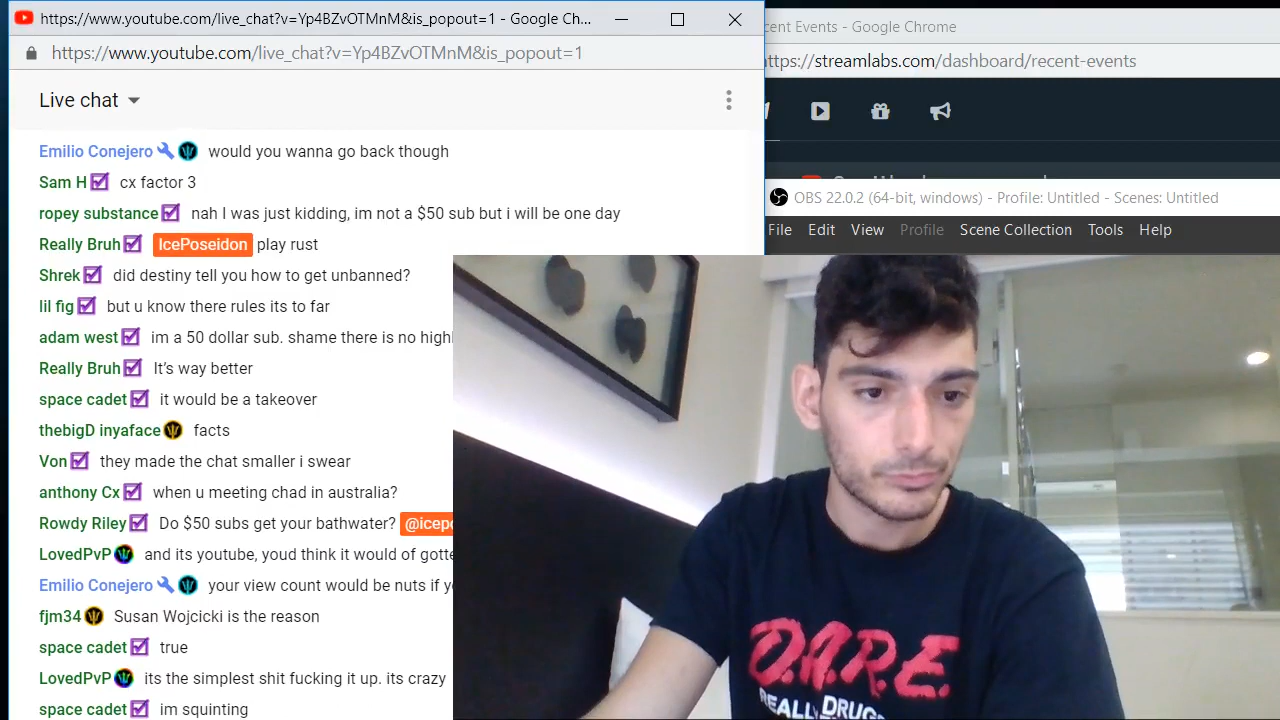 https://www.youtube.com/live_chat?v=Yp4BZvOTMnM&is_popout=1 - Google Ch...
https://www.youtube.com/live_chat?v=Yp4BZvOTMnM&is_popout=1
Live chat
Emilio Conejero would you wanna go back though
Sam H cx factor 3
ropey substance nah I was just kidding, im not a $50 sub but i will be one day
Really Bruh IcePoseidon play rust
Shrek did destiny tell you how to get unbanned?
lil fig but u know there rules its to far
adam west im a 50 dollar sub. shame there is no highl
Really Bruh It's way better
space cadet it would be a takeover
thebigD inyaface facts
Von they made the chat smaller i swear
anthony Cx when u meeting chad in australia?
Rowdy Riley Do $50 subs get your bathwater? @icepo
LovedPvP and its youtube, youd think it would of gotte
Emilio Conejero your view count would be nuts if yo
fjm34 Susan Wojcicki is the reason
space cadet true
LovedPvP its the simplest shit fucking it up. its crazy
space cadet im squinting
cent Events - Google Chrome
https://streamlabs.com/dashboard/recent-events
OBS 22.0.2 (64-bit, windows) - Profile: Untitled - Scenes: Untitled
File Edit View Profile Scene Collection Tools Help
D.A.R.E.
REALLY DRUGS